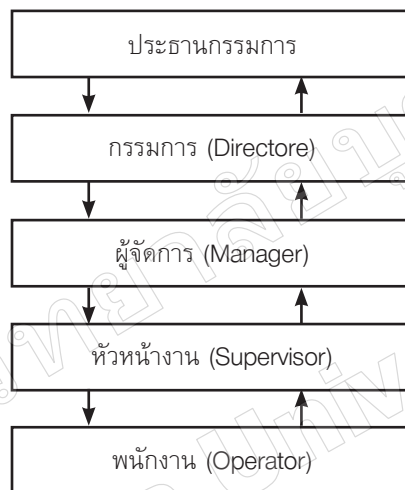 ประธานกรรมการ
กรรมการ (Directore)
ผู้จัดการ (Manager)
หัวหน้างาน (Supervisor)
พนักงาน (Operator)